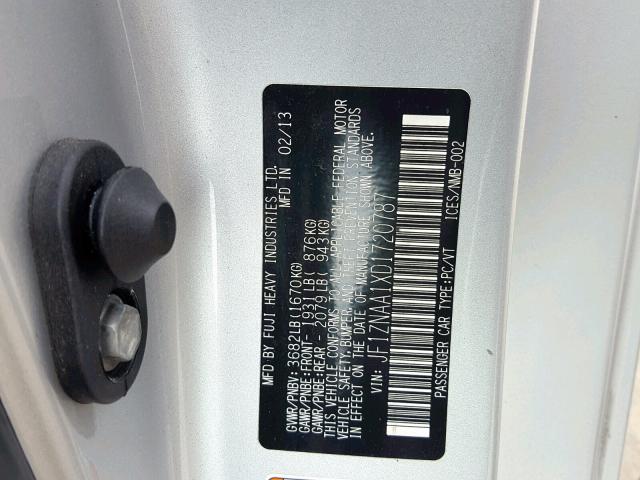 MFD BY FUJI HEAVY INDUSTRIES LTD.
MFD IN 02/13
GVWR/PNBV: 3682LB(1670KG)
GAWR/PNBE:FRONT- 1931LB( 876KG)
GAWR/PNBE:REAR - 2079LB( 943KG)
THIS VEHICLE CONFORMS TO ALL APPLICABLE FEDERAL MOTOR
VEHICLE SAFETY,BUMPER AND THEFT PREVENTION STANDARDS
IN EFFECT ON THE DATE OF MANUFACTURE SHOWN ABOVE.
VIN: JF1ZNAA1XD1720787
PASSENGER CAR TYPE:PC/VT ICES/NMB-002